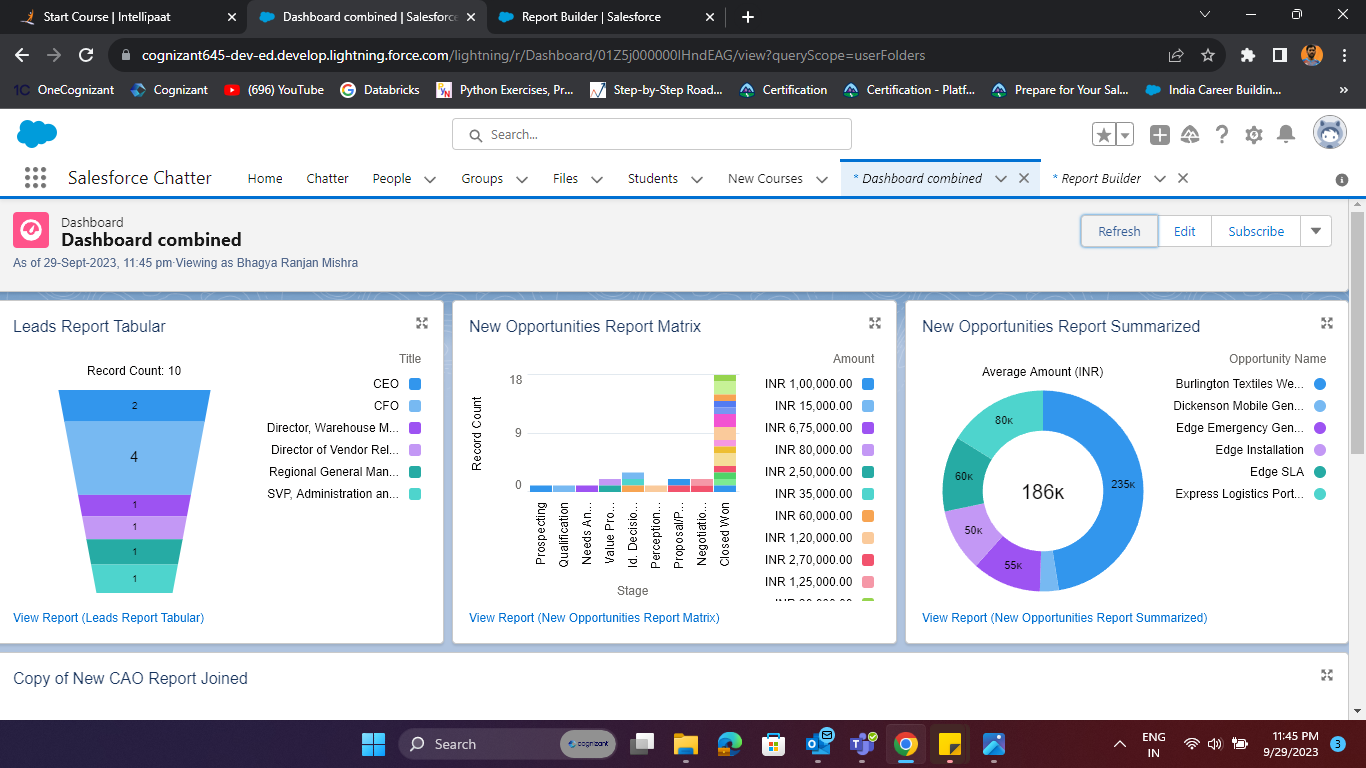 Start Course | Intellipaat
Dashboard combined | Salesforce
Report Builder | Salesforce
cognizant645-dev-ed.develop.lightning.force.com/lightning/r/Dashboard/01Z5j000000IHndEAG/view?queryScope=userFolders
1C OneCognizant
Cognizant
(696) YouTube
Databricks
Python Exercises, Pr...
Step-by-Step Road...
Certification
Certification - Platf...
Prepare for Your Sal...
India Career Buildin...
»
Search...
Salesforce Chatter
Home
Chatter
People
Groups
Files
Students
New Courses
* Dashboard combined
* Report Builder
Dashboard
Dashboard combined
As of 29-Sept-2023, 11:45 pm·Viewing as Bhagya Ranjan Mishra
Refresh
Edit
Subscribe
Leads Report Tabular
Record Count: 10
2
4
1
1
1
1
Title
CEO
CFO
Director, Warehouse M...
Director of Vendor Rel...
Regional General Man...
SVP, Administration an...
View Report (Leads Report Tabular)
New Opportunities Report Matrix
Record Count
18
9
0
Prospecting
Qualification
Needs An...
Value Pro...
Id. Decisio...
Perception...
Proposal/P...
Negotiatio...
Closed Won
Stage
Amount
INR 1,00,000.00
INR 15,000.00
INR 6,75,000.00
INR 80,000.00
INR 2,50,000.00
INR 35,000.00
INR 60,000.00
INR 1,20,000.00
INR 2,70,000.00
INR 1,25,000.00
View Report (New Opportunities Report Matrix)
New Opportunities Report Summarized
Average Amount (INR)
80K
60K
50K
55K
235K
186K
Opportunity Name
Burlington Textiles We...
Dickenson Mobile Gen...
Edge Emergency Gen...
Edge Installation
Edge SLA
Express Logistics Port...
View Report (New Opportunities Report Summarized)
Copy of New CAO Report Joined
Search
cognizant
ENG
IN
11:45 PM
9/29/2023
3